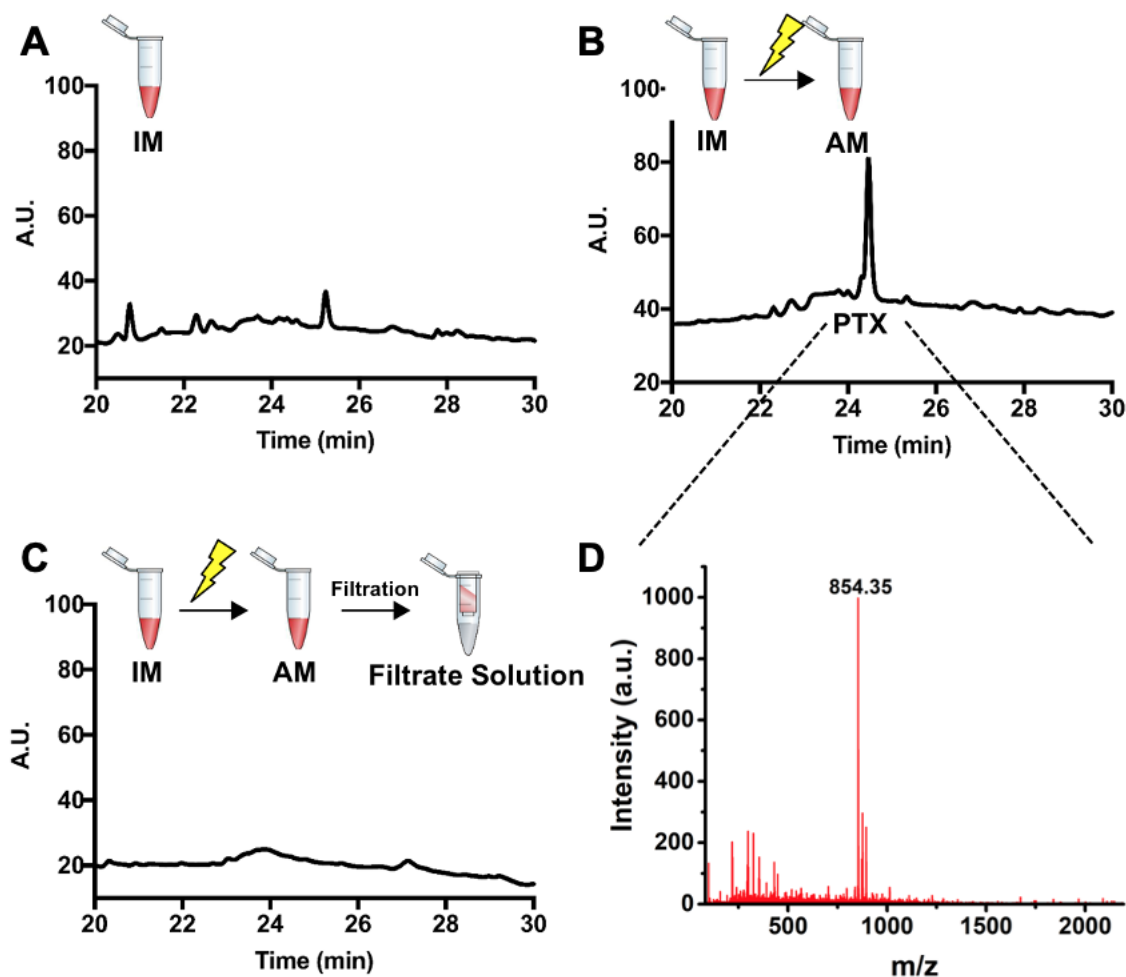 A
IM
100
80
60
40
20
A.U.
20 22 24 26 28 30
Time (min)
B
IM
AM
100
80
60
40
20
A.U.
PTX
20 22 24 26 28 30
Time (min)
C
IM
AM
Filtration
Filtrate Solution
100
80
60
40
20
A.U.
20 22 24 26 28 30
Time (min)
D
854.35
1000
800
600
400
200
0
Intensity (a.u.)
500 1000 1500 2000
m/z